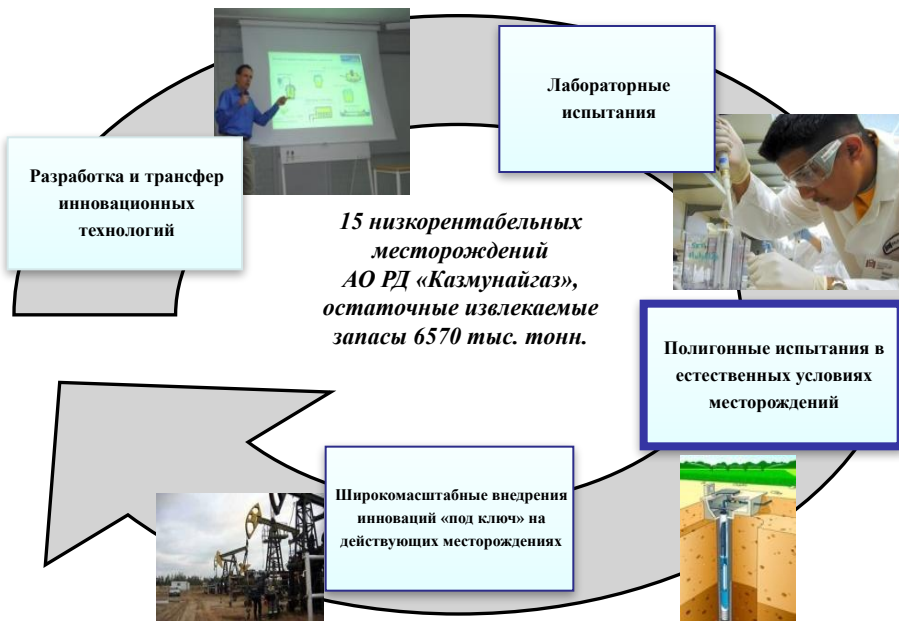 Лабораторные
испытания
Разработка и трансфер
инновационных
технологий
15 низкорентабельных
месторождений
АО РД «Казмунайгаз»,
остаточные извлекаемые
запасы 6570 тыс. тонн.
Полигонные испытания в
естественных условиях
месторождений
Широкомасштабные внедрения
инноваций «под ключ» на
действующих месторождениях